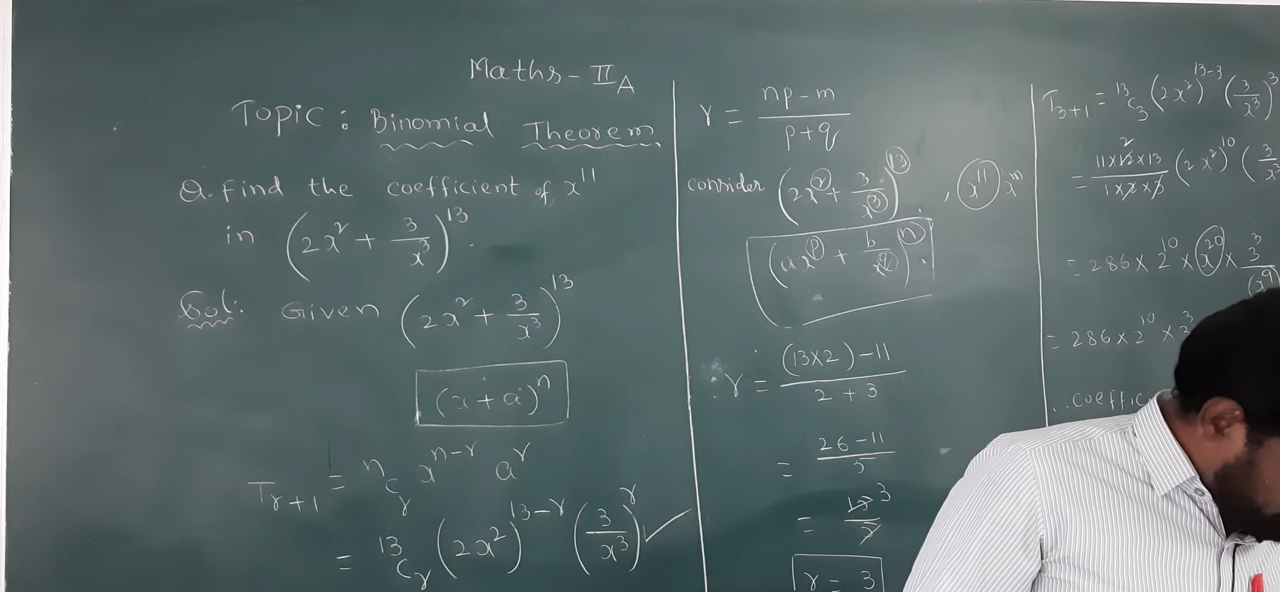 Maths - II A
Topic: Binomial Theorem
Q. Find the coefficient of x^11
in (2x^2 + 3/x^3)^13.
Sol: Given (2x^2 + 3/x^3)^13
(x + a)^n
T_{r+1} = ^nC_r x^{n-r} a^r
= ^13C_r (2x^2)^{13-r} (3/x^3)^r ✓
r = (np - m)/(p + q)
consider (2x^2 + 3/x^3)^13 , x^11 x^m
(ax^p + b/x^q)^n.
∴ r = ((13×2) - 11)/(2 + 3)
= (26 - 11)/5
= 15/5 3
r = 3
T_{3+1} = ^13C_3 (2x^2)^{13-3} (3/x^3)^3
= (11×12×13)/(1×2×3) 2 (2x^2)^10 (3/x^3
= 286 × 2^10 × x^20 × 3^3/(x^9
= 286 × 2^10 ×
∴ coeffic